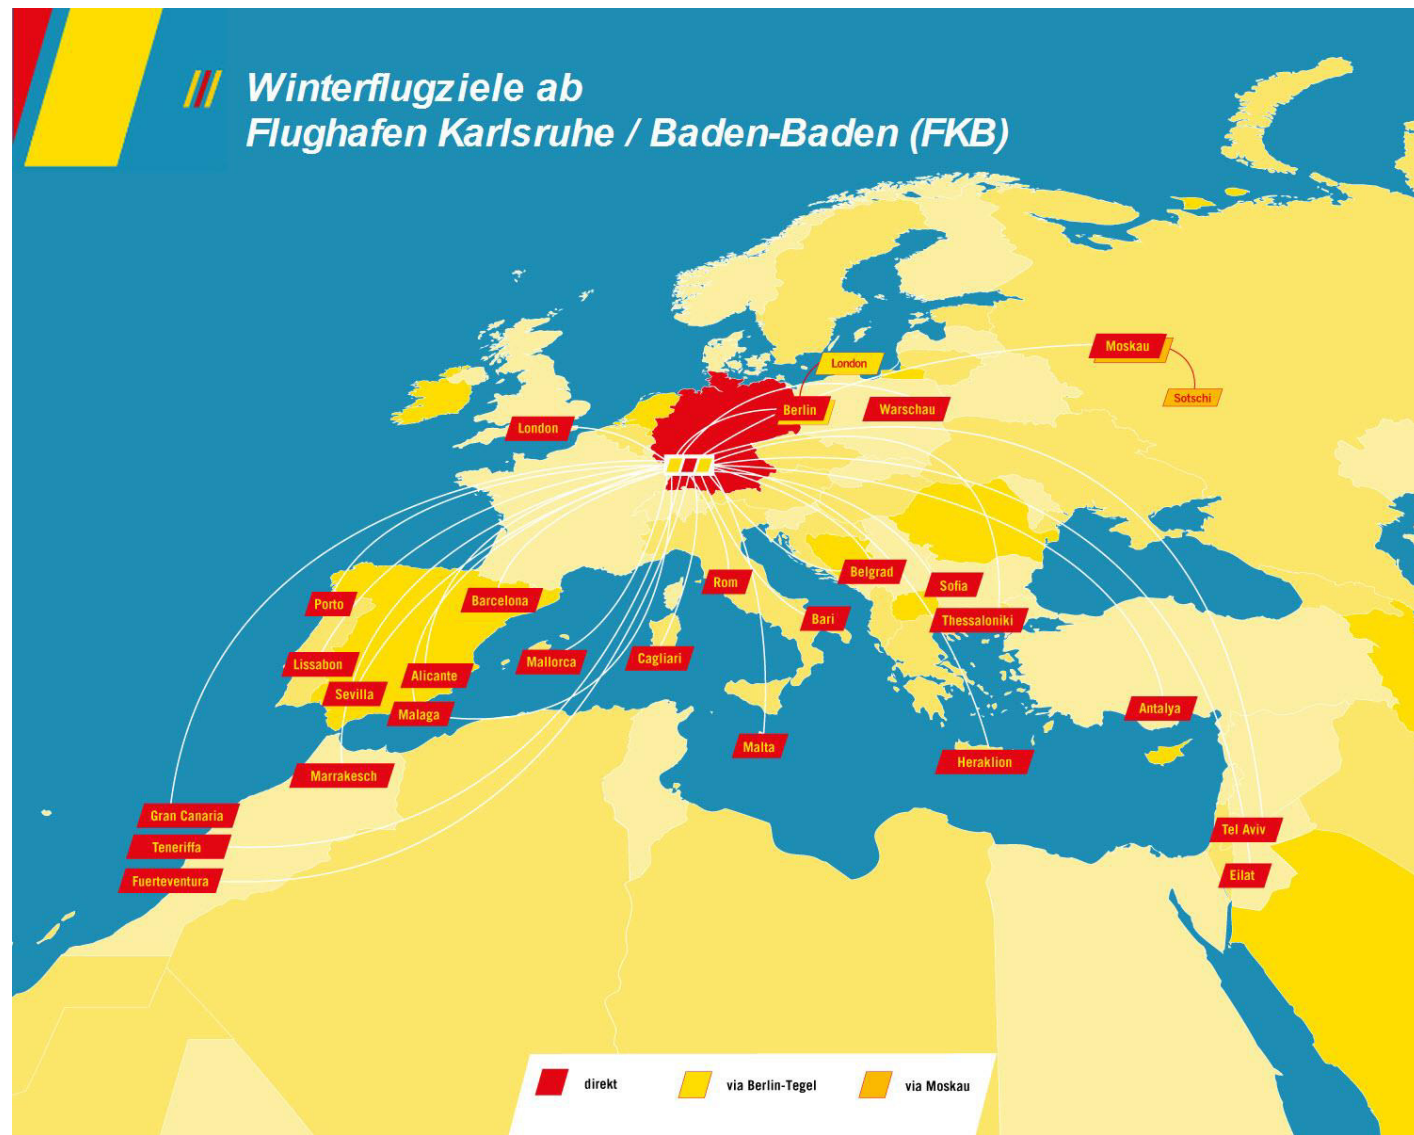 Winterflugziele ab
Flughafen Karlsruhe / Baden-Baden (FKB)
Moskau
London
Sotschi
Berlin
Warschau
London
Belgrad
Rom
Sofia
Barcelona
Porto
Bari
Thessaloniki
Lissabon
Mallorca
Cagliari
Alicante
Sevilla
Malaga
Antalya
Malta
Heraklion
Marrakesch
Gran Canaria
Tel Aviv
Teneriffa
Eilat
Fuerteventura
direkt
via Berlin-Tegel
via Moskau